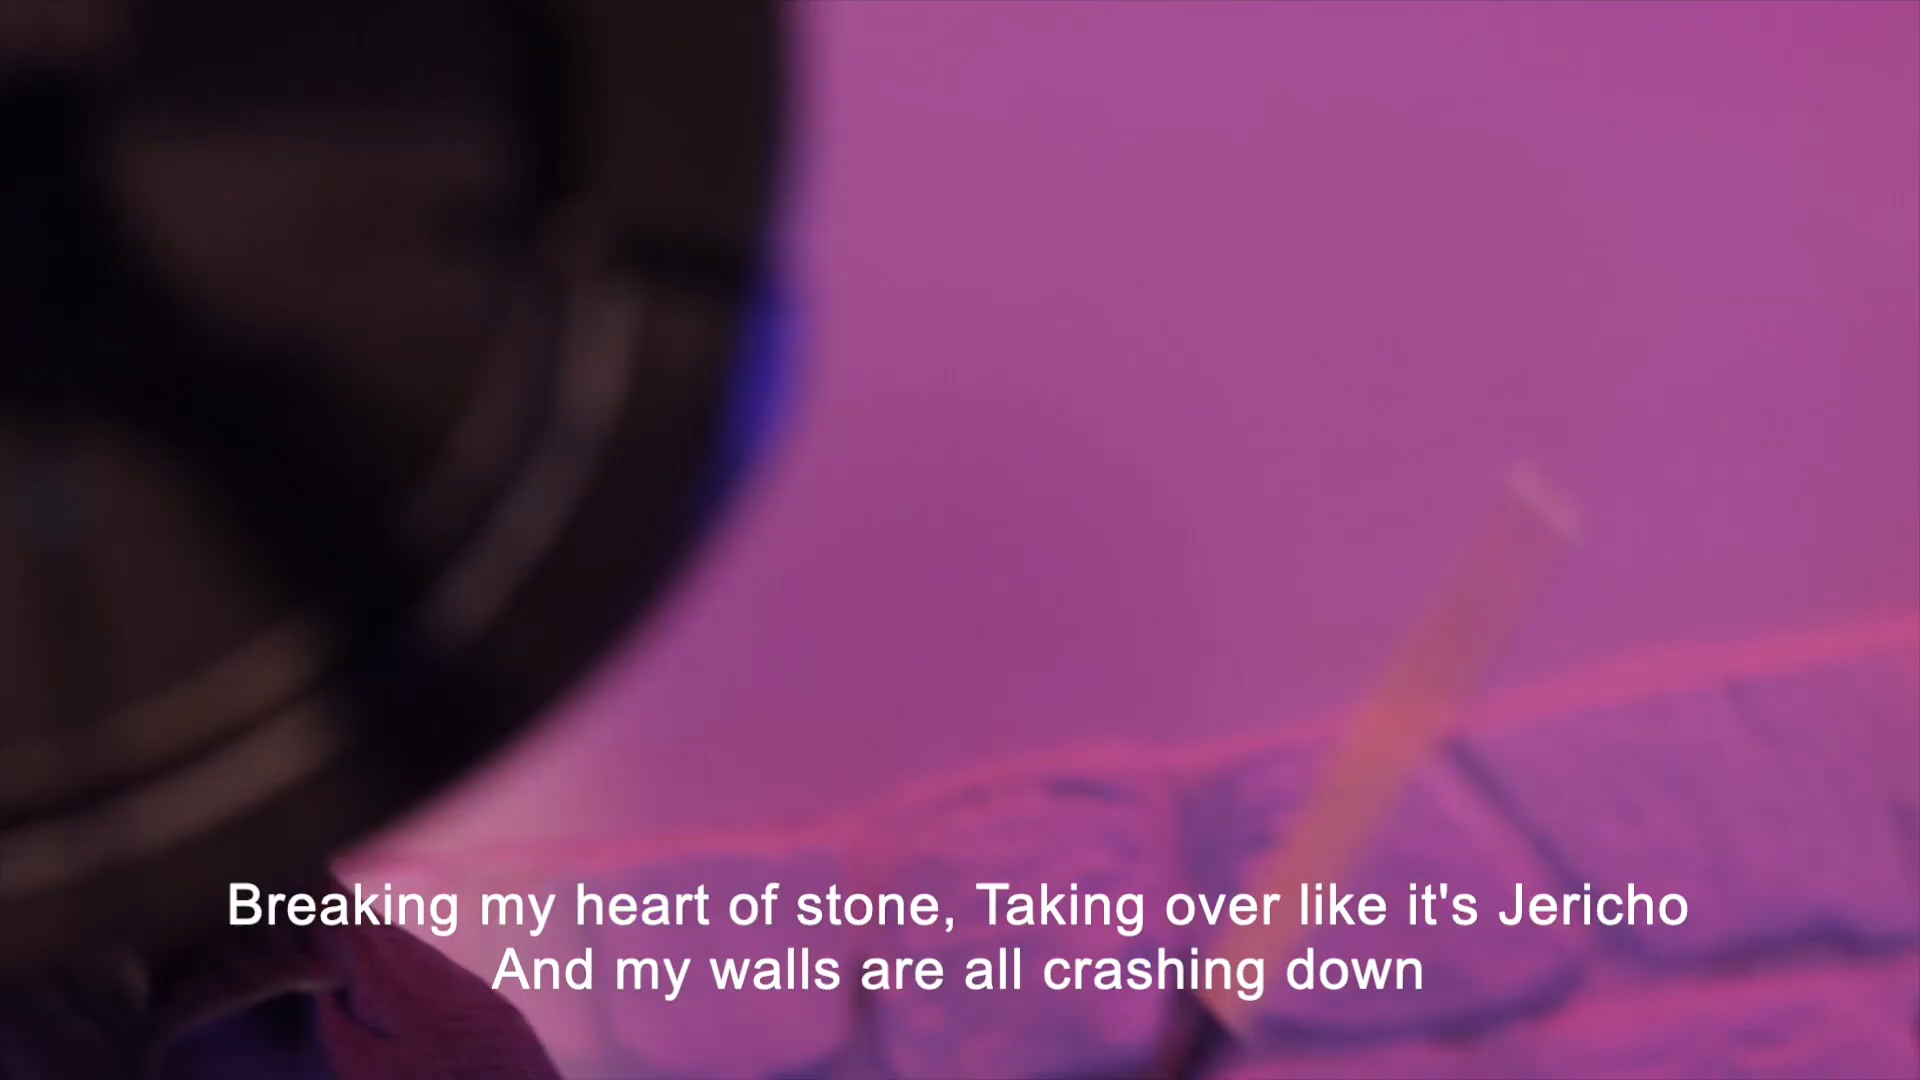 Breaking my heart of stone, Taking over like it's Jericho
And my walls are all crashing down